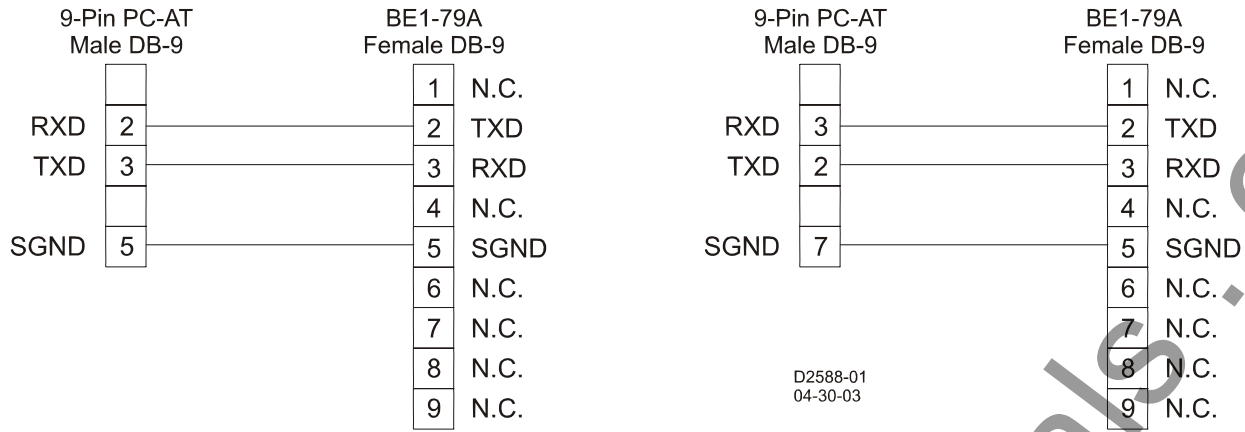 9-Pin PC-AT
Male DB-9
BE1-79A
Female DB-9
1 N.C.
RXD 2 2 TXD
TXD 3 3 RXD
4 N.C.
SGND 5 5 SGND
6 N.C.
7 N.C.
8 N.C.
9 N.C.
9-Pin PC-AT
Male DB-9
BE1-79A
Female DB-9
1 N.C.
RXD 3 2 TXD
TXD 2 3 RXD
4 N.C.
SGND 7 5 SGND
6 N.C.
7 N.C.
8 N.C.
9 N.C.
D2588-01
04-30-03